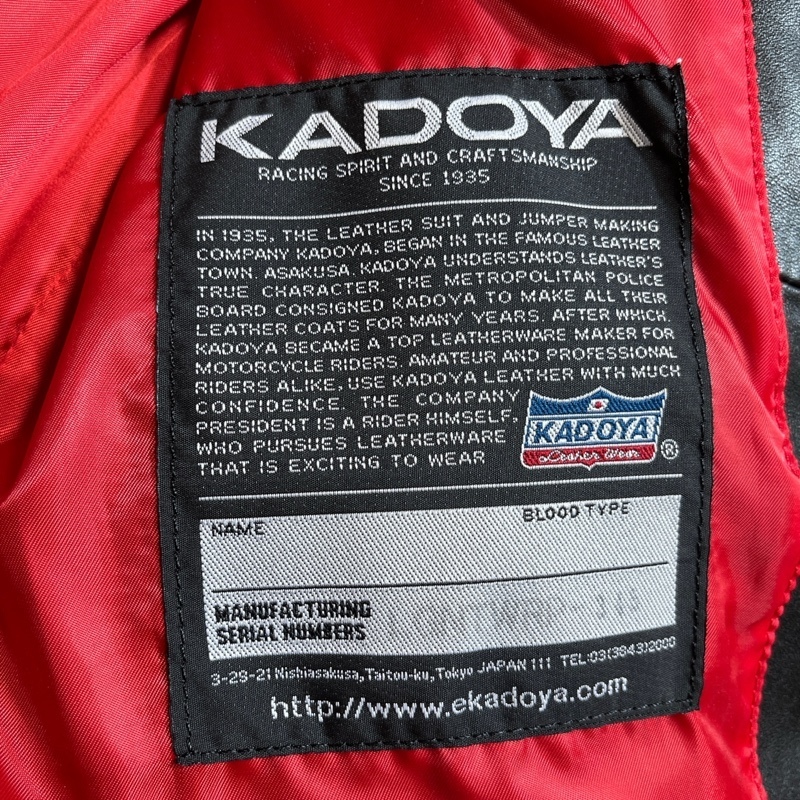 KADOYA
RACING SPIRIT AND CRAFTSMANSHIP
SINCE 1935
IN 1935, THE LEATHER SUIT AND JUMPER MAKING
COMPANY KADOYA, BEGAN IN THE FAMOUS LEATHER
TOWN. ASAKUSA. KADOYA UNDERSTANDS LEATHER'S
TRUE CHARACTER. THE METROPOLITAN POLICE
BOARD CONSIGNED KADOYA TO MAKE ALL THEIR
LEATHER COATS FOR MANY YEARS. AFTER WHICH.
KADOYA BECAME A TOP LEATHERWARE MAKER FOR
MOTORCYCLE RIDERS. AMATEUR AND PROFESSIONAL
RIDERS ALIKE, USE KADOYA LEATHER WITH MUCH
CONFIDENCE. THE COMPANY
PRESIDENT IS A RIDER HIMSELF,
WHO PURSUES LEATHERWARE
THAT IS EXCITING TO WEAR
KADOYA
Leather Wear
®
NAME BLOOD TYPE
MANUFACTURING
SERIAL NUMBERS
3-29-21 Nishiasakusa,Taitou-ku,Tokyo JAPAN 111 TEL:03(3843)2000
http://www.ekadoya.com